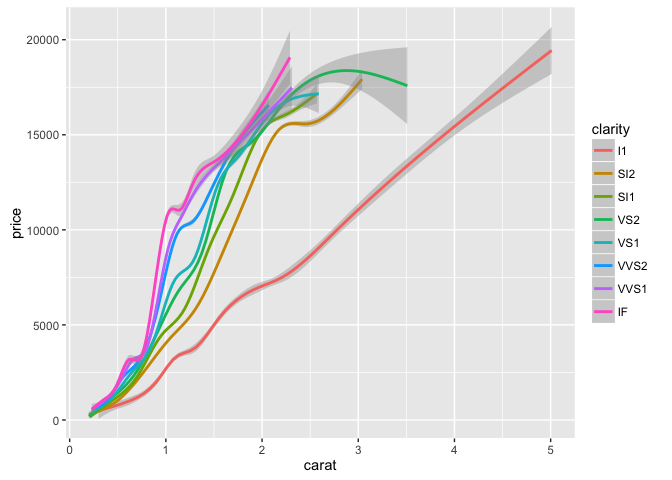 20000
15000
10000
5000
0
price
0 1 2 3 4 5
carat
clarity
I1
SI2
SI1
VS2
VS1
VVS2
VVS1
IF